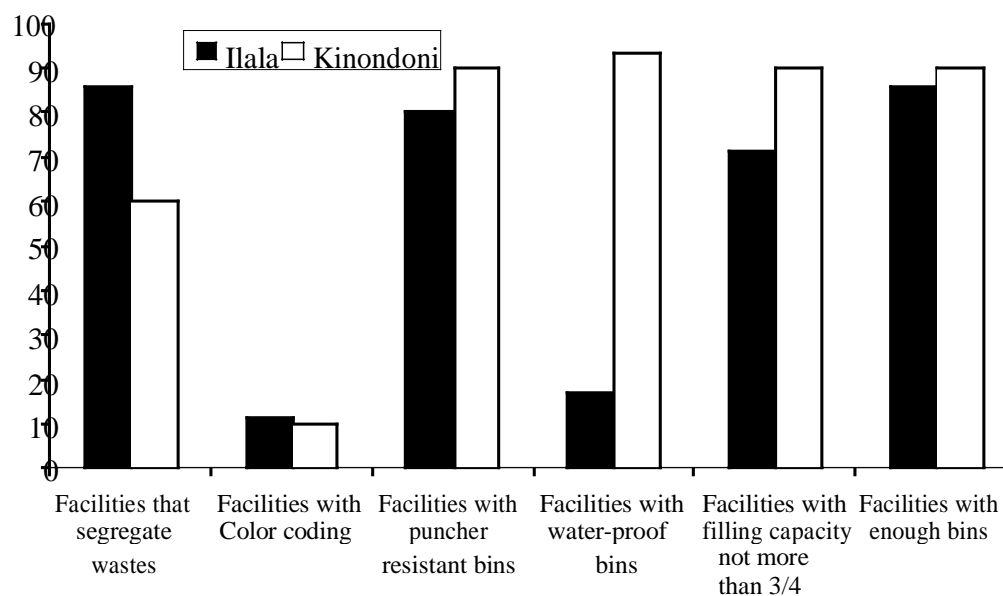 100
90
80
70
60
50
40
30
20
10
0
Ilala Kinondoni
Facilities that
segregate
wastes
Facilities with
Color coding
Facilities with
puncher
resistant bins
Facilities with
water-proof
bins
Facilities with
filling capacity
not more
than 3/4
Facilities with
enough bins